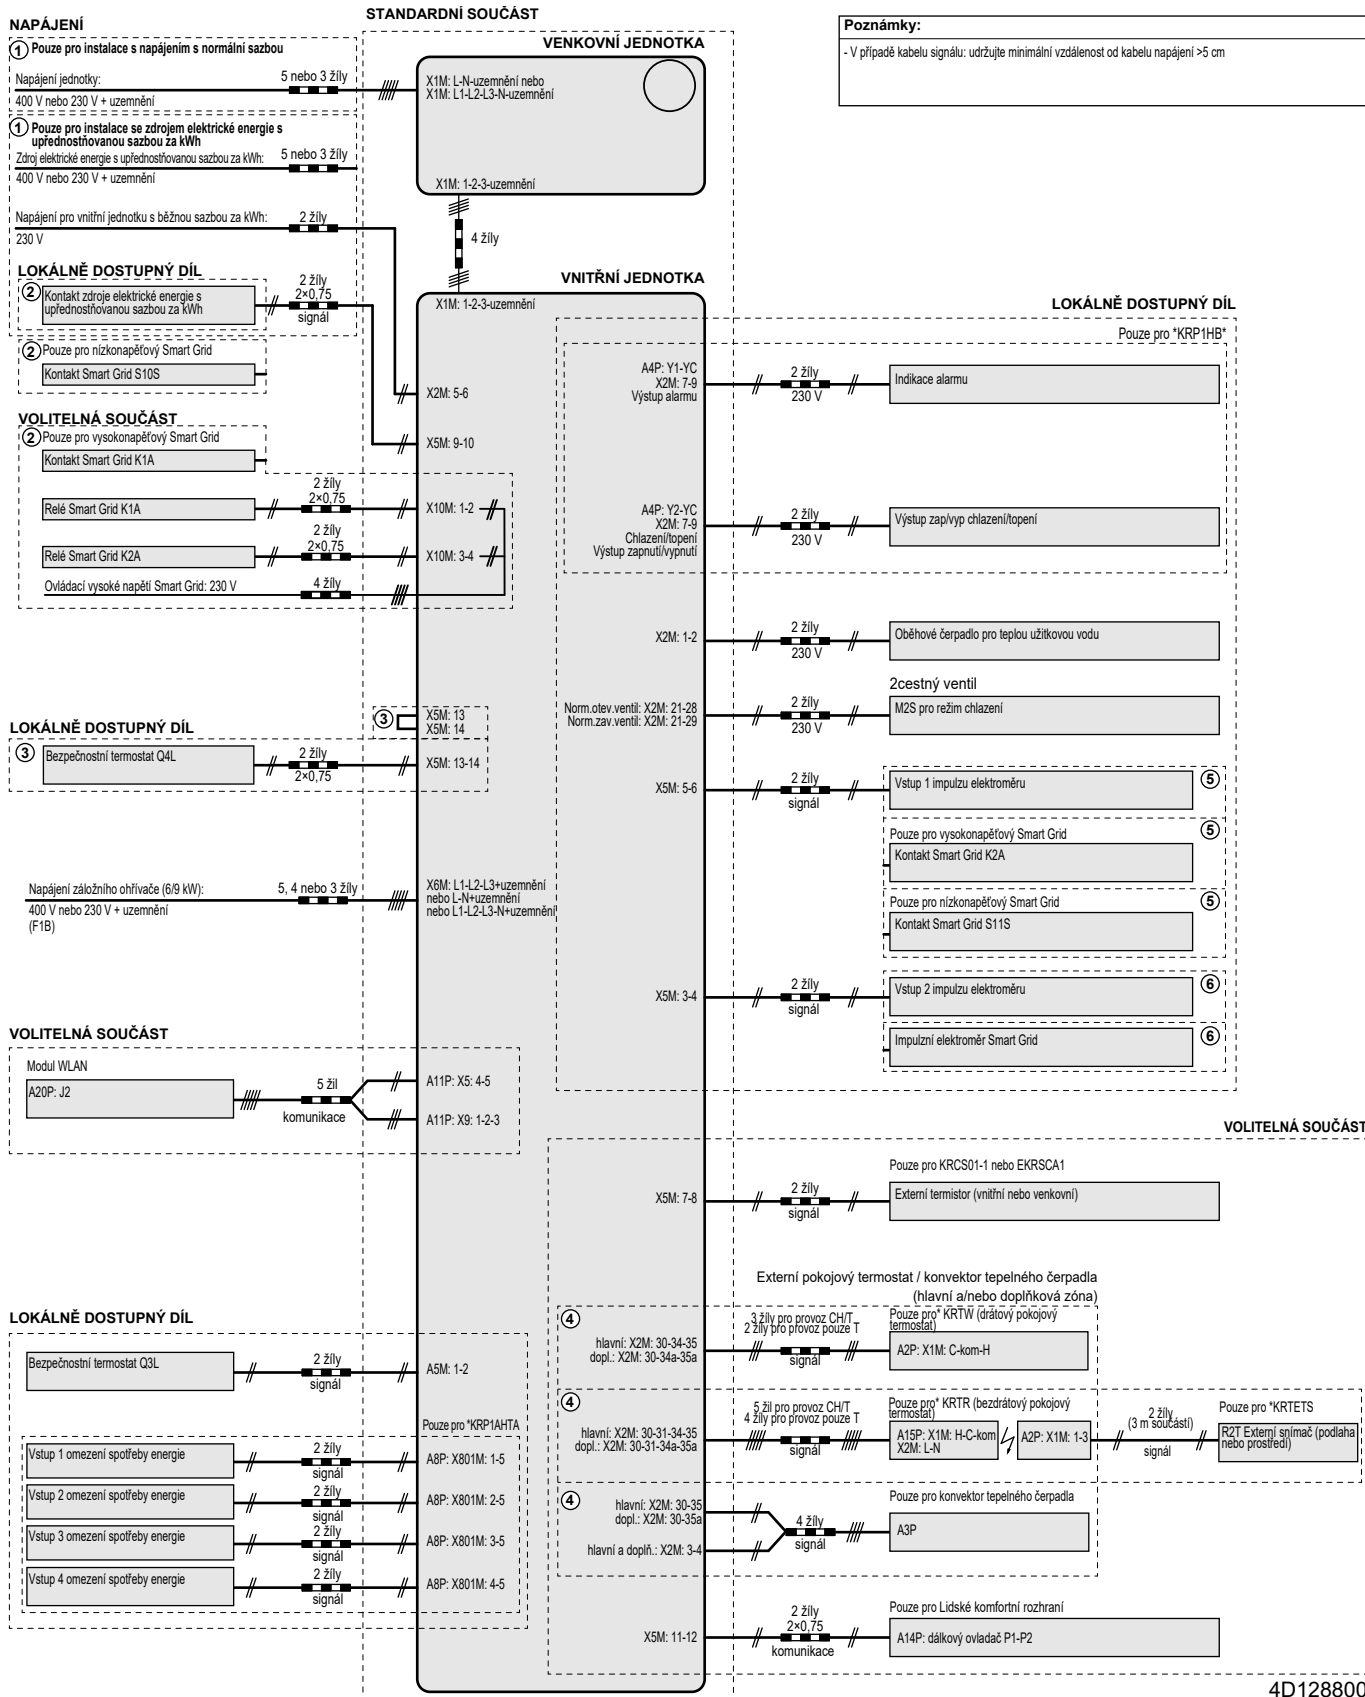 NAPÁJENÍ
① Pouze pro instalace s napájením s normální sazbou
Napájení jednotky:
5 nebo 3 žíly
400 V nebo 230 V + uzemnění
① Pouze pro instalace se zdrojem elektrické energie s
upřednostňovanou sazbou za kWh
Zdroj elektrické energie s upřednostňovanou sazbou za kWh:
5 nebo 3 žíly
400 V nebo 230 V + uzemnění
Napájení pro vnitřní jednotku s běžnou sazbou za kWh:
2 žíly
230 V
LOKÁLNĚ DOSTUPNÝ DÍL
② Kontakt zdroje elektrické energie s
upřednostňovanou sazbou za kWh
2 žíly
2×0,75
signál
② Pouze pro nízkonapěťový Smart Grid
Kontakt Smart Grid S10S
VOLITELNÁ SOUČÁST
② Pouze pro vysokonapěťový Smart Grid
Kontakt Smart Grid K1A
Relé Smart Grid K1A
2 žíly
2×0,75
Relé Smart Grid K2A
2 žíly
2×0,75
Ovládací vysoké napětí Smart Grid: 230 V
4 žíly
LOKÁLNĚ DOSTUPNÝ DÍL
③ Bezpečnostní termostat Q4L
2 žíly
2×0,75
Napájení záložního ohřívače (6/9 kW):
5, 4 nebo 3 žíly
400 V nebo 230 V + uzemnění
(F1B)
VOLITELNÁ SOUČÁST
Modul WLAN
A20P: J2
5 žil
komunikace
LOKÁLNĚ DOSTUPNÝ DÍL
Bezpečnostní termostat Q3L
2 žíly
signál
Vstup 1 omezení spotřeby energie
2 žíly
signál
Vstup 2 omezení spotřeby energie
2 žíly
signál
Vstup 3 omezení spotřeby energie
2 žíly
signál
Vstup 4 omezení spotřeby energie
2 žíly
signál
STANDARDNÍ SOUČÁST
VENKOVNÍ JEDNOTKA
X1M: L-N-uzemnění nebo
X1M: L1-L2-L3-N-uzemnění
X1M: 1-2-3-uzemnění
4 žíly
VNITŘNÍ JEDNOTKA
X1M: 1-2-3-uzemnění
X2M: 5-6
X5M: 9-10
X10M: 1-2
X10M: 3-4
③
X5M: 13
X5M: 14
X5M: 13-14
X6M: L1-L2-L3+uzemnění
nebo L-N+uzemnění
nebo L1-L2-L3-N+uzemnění
A11P: X5: 4-5
A11P: X9: 1-2-3
A5M: 1-2
Pouze pro *KRP1AHTA
A8P: X801M: 1-5
A8P: X801M: 2-5
A8P: X801M: 3-5
A8P: X801M: 4-5
Poznámky:
- V případě kabelu signálu: udržujte minimální vzdálenost od kabelu napájení >5 cm
LOKÁLNĚ DOSTUPNÝ DÍL
Pouze pro *KRP1HB*
A4P: Y1-YC
X2M: 7-9
Výstup alarmu
2 žíly
230 V
Indikace alarmu
A4P: Y2-YC
X2M: 7-9
Chlazení/topení
Výstup zapnutí/vypnutí
2 žíly
230 V
Výstup zap/vyp chlazení/topení
X2M: 1-2
2 žíly
230 V
Oběhové čerpadlo pro teplou užitkovou vodu
2cestný ventil
Norm.otev.ventil: X2M: 21-28
Norm.zav.ventil: X2M: 21-29
2 žíly
230 V
M2S pro režim chlazení
X5M: 5-6
2 žíly
signál
Vstup 1 impulzu elektroměru
⑤
Pouze pro vysokonapěťový Smart Grid
⑤
Kontakt Smart Grid K2A
Pouze pro nízkonapěťový Smart Grid
⑤
Kontakt Smart Grid S11S
X5M: 3-4
2 žíly
signál
Vstup 2 impulzu elektroměru
⑥
Impulzní elektroměr Smart Grid
⑥
VOLITELNÁ SOUČÁST
Pouze pro KRCS01-1 nebo EKRSCA1
X5M: 7-8
2 žíly
signál
Externí termistor (vnitřní nebo venkovní)
Externí pokojový termostat / konvektor tepelného čerpadla
(hlavní a/nebo doplňková zóna)
④
hlavní: X2M: 30-34-35
dopl.: X2M: 30-34a-35a
3 žíly pro provoz CH/T
2 žíly pro provoz pouze T
signál
Pouze pro* KRTW (drátový pokojový
termostat)
A2P: X1M: C-kom-H
④
hlavní: X2M: 30-31-34-35
dopl.: X2M: 30-31-34a-35a
5 žil pro provoz CH/T
4 žíly pro provoz pouze T
signál
Pouze pro* KRTR (bezdrátový pokojový
termostat)
A15P: X1M: H-C-kom
X2M: L-N
A2P: X1M: 1-3
2 žíly
(3 m součástí)
signál
Pouze pro *KRTETS
R2T Externí snímač (podlaha
nebo prostředí)
④
hlavní: X2M: 30-35
dopl.: X2M: 30-35a
hlavní a doplň.: X2M: 3-4
4 žíly
signál
Pouze pro konvektor tepelného čerpadla
A3P
Pouze pro Lidské komfortní rozhraní
X5M: 11-12
2 žíly
2×0,75
komunikace
A14P: dálkový ovladač P1-P2
4D128800